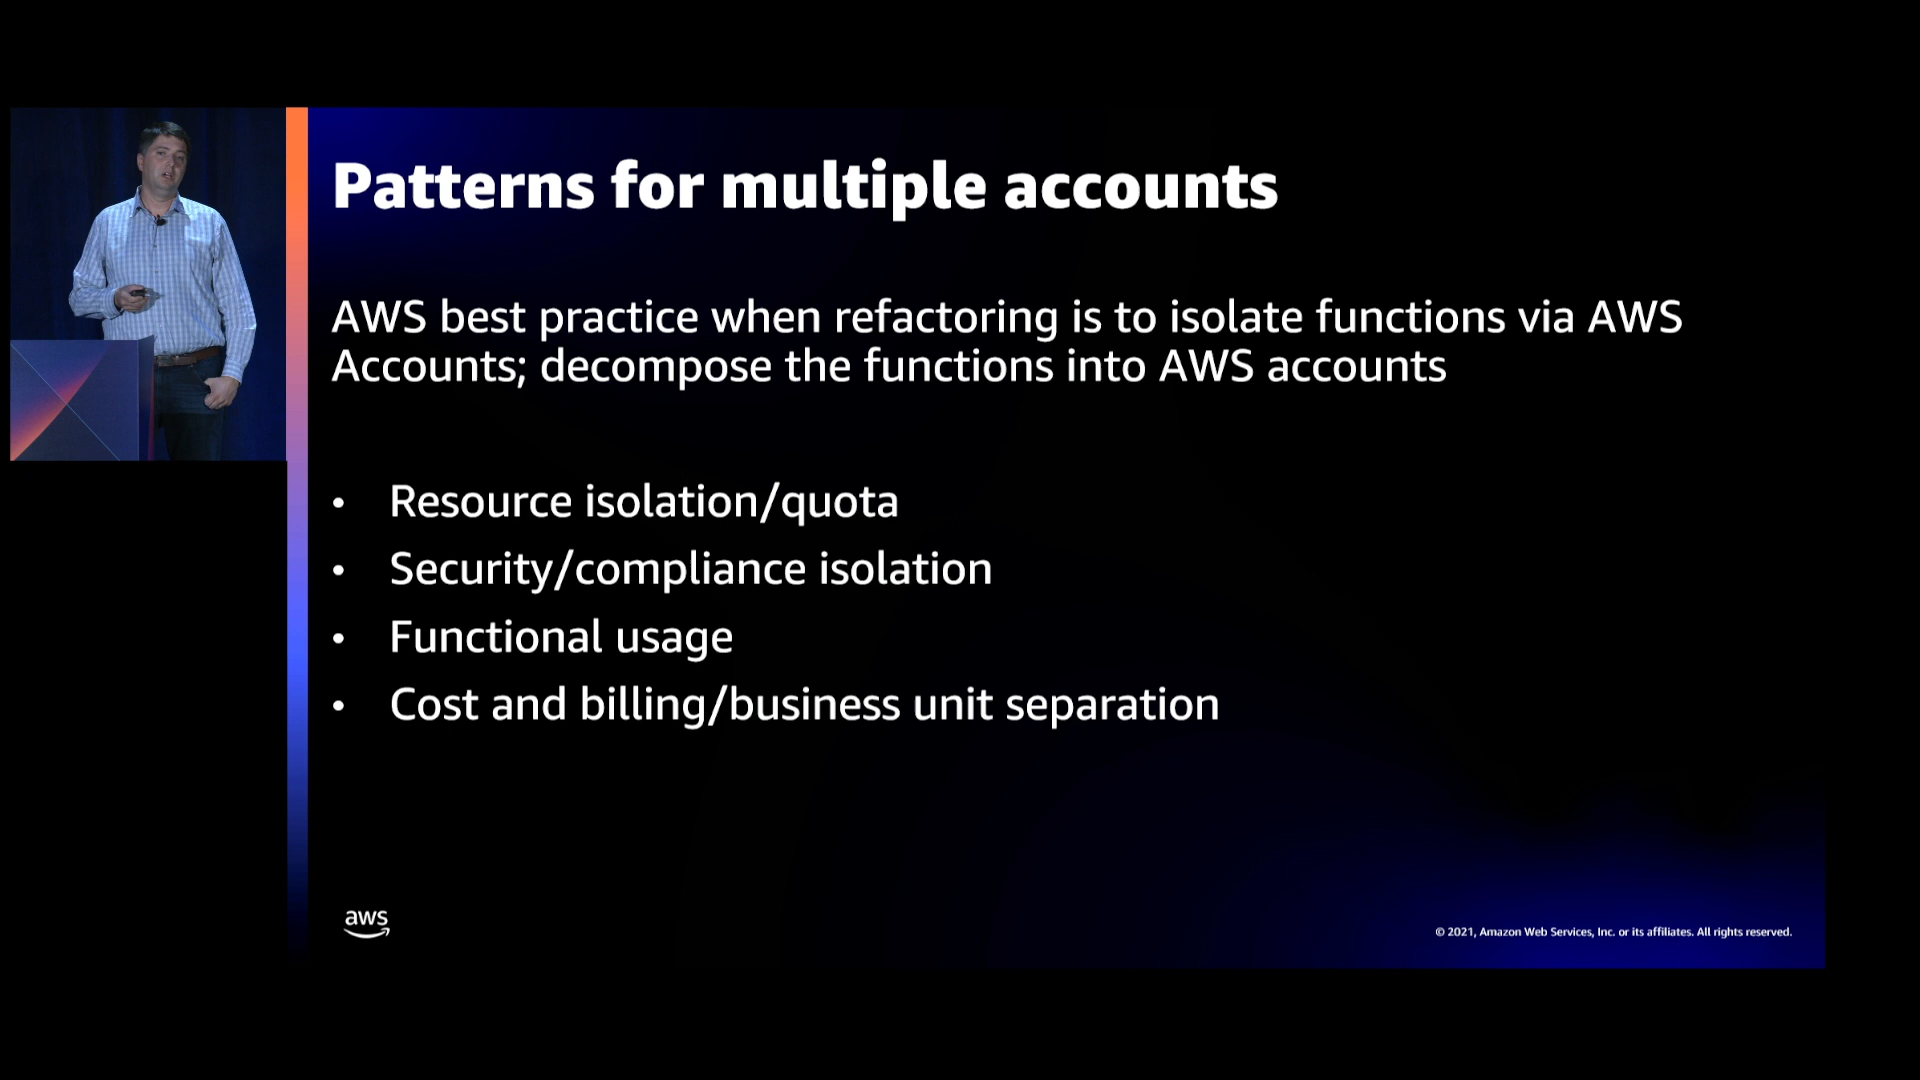 Patterns for multiple accounts
AWS best practice when refactoring is to isolate functions via AWS
Accounts; decompose the functions into AWS accounts
• Resource isolation/quota
• Security/compliance isolation
• Functional usage
• Cost and billing/business unit separation
aws
© 2021, Amazon Web Services, Inc. or its affiliates. All rights reserved.